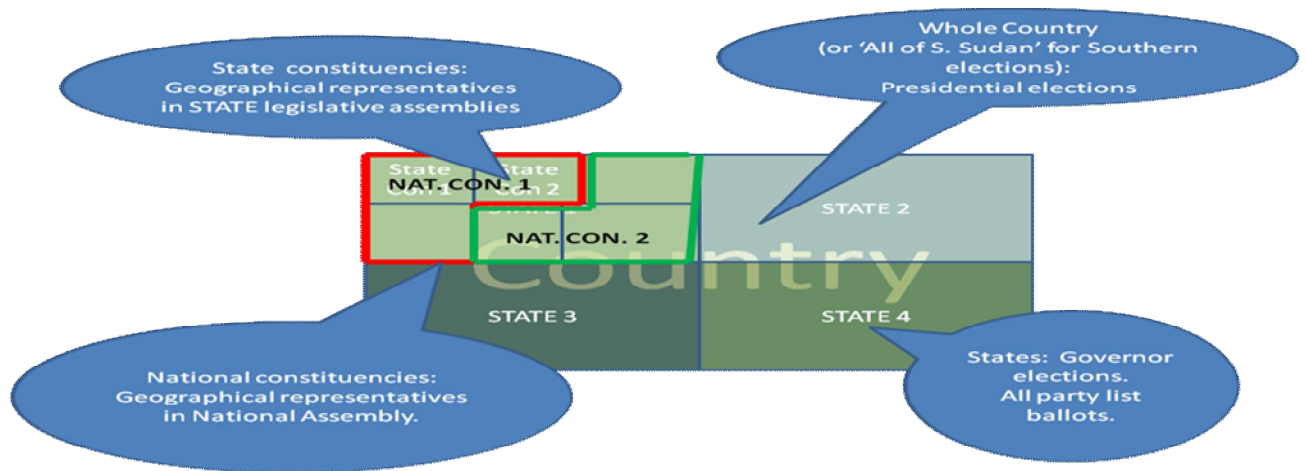 Whole Country
(or ‘All of S. Sudan’ for Southern
elections):
Presidential elections
State constituencies:
Geographical representatives
in STATE legislative assemblies
State
Con 1
State
Con 2
NAT. CON. 1
STATE 2
NAT. CON. 2
Country
STATE 3
STATE 4
National constituencies:
Geographical representatives
in National Assembly.
States: Governor
elections.
All party list
ballots.